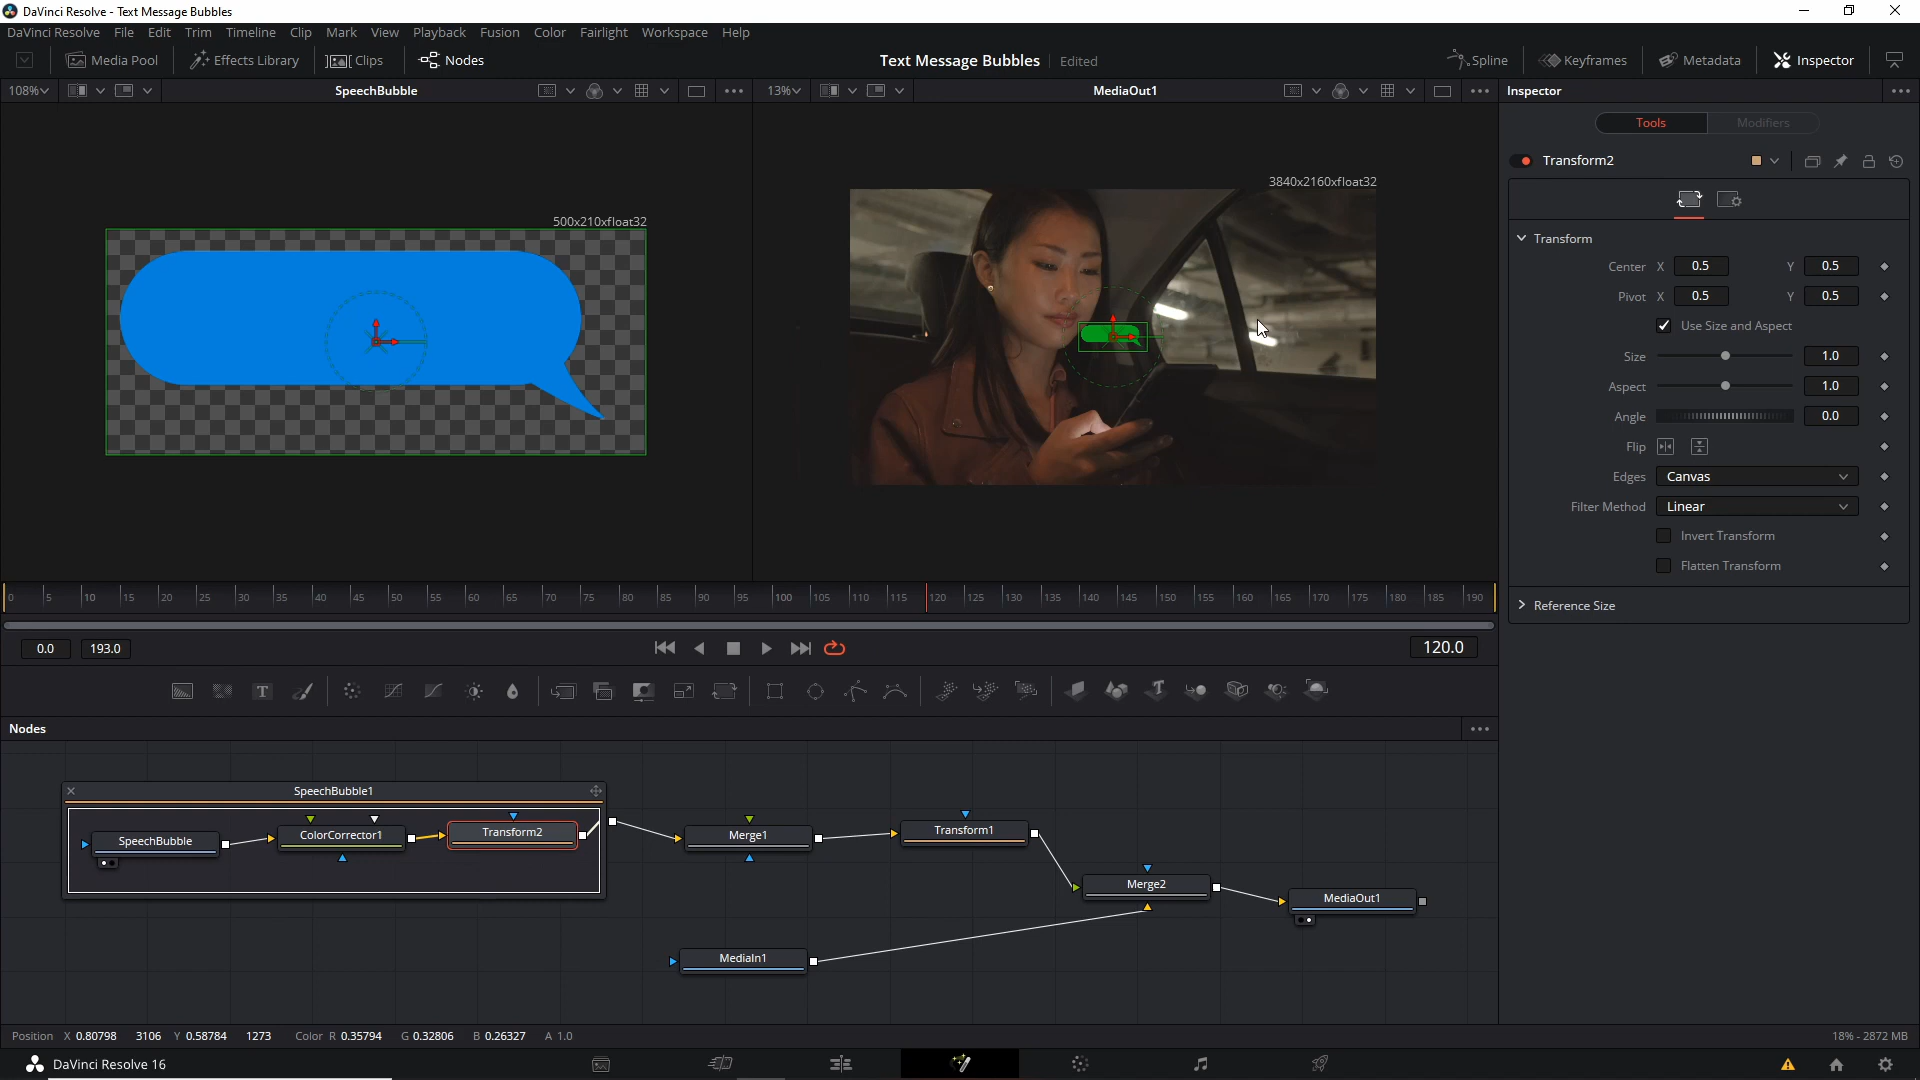 DaVinci Resolve - Text Message Bubbles
DaVinci Resolve File Edit Trim Timeline Clip Mark View Playback Fusion Color Fairlight Workspace Help
Media Pool Effects Library Clips Nodes Text Message Bubbles Edited Spline Keyframes Metadata Inspector
108% SpeechBubble 13% MediaOut1 Inspector
Tools Modifiers
Transform2
500x210xfloat32
3840x2160xfloat32
Transform
Center X 0.5 Y 0.5
Pivot X 0.5 Y 0.5
Use Size and Aspect
Size 1.0
Aspect 1.0
Angle 0.0
Flip
Edges Canvas
Filter Method Linear
Invert Transform
Flatten Transform
Reference Size
0 5 10 15 20 25 30 35 40 45 50 55 60 65 70 75 80 85 90 95 100 105 110 115 120 125 130 135 140 145 150 155 160 165 170 175 180 185 190
0.0 193.0 120.0
T
Nodes
SpeechBubble1
SpeechBubble ColorCorrector1 Transform2 Merge1 Transform1
Merge2
MediaOut1
MediaIn1
Position X 0.80798 3106 Y 0.58784 1273 Color R 0.35794 G 0.32806 B 0.26327 A 1.0 18% - 2872 MB
DaVinci Resolve 16